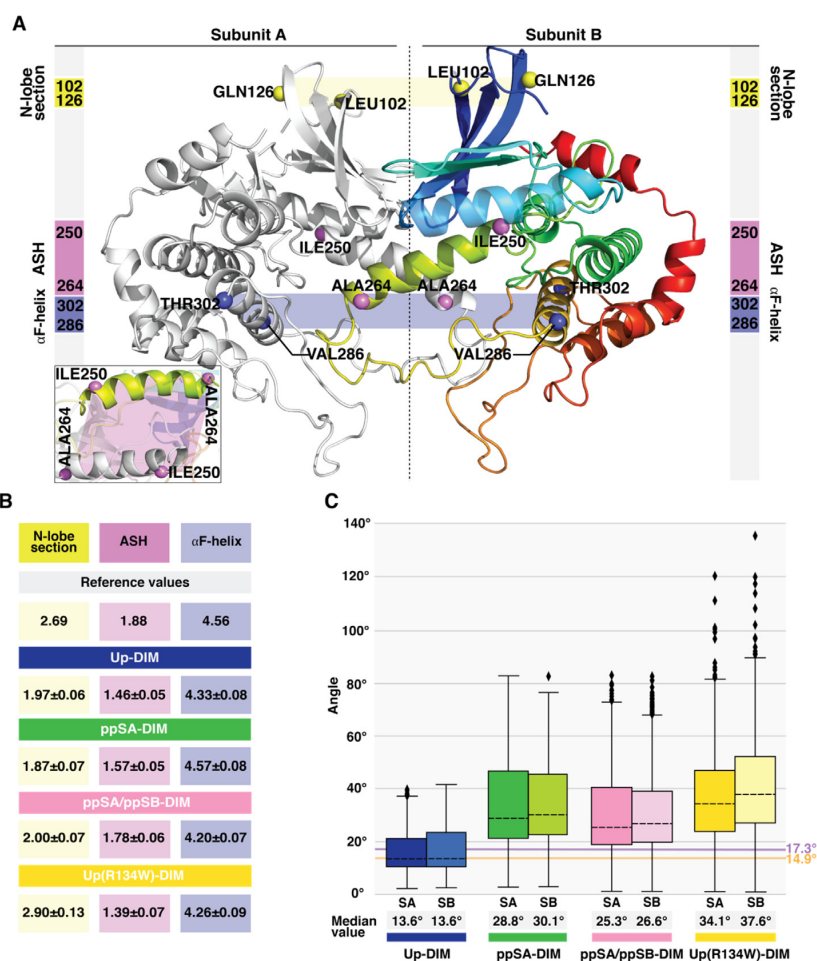 A
Subunit A
Subunit B
N-lobe section
102
126
GLN126
LEU102
LEU102
GLN126
102
126
N-lobe section
ASH
250
264
αF-helix
302
286
ILE250
ILE250
ALA264
ALA264
THR302
THR302
VAL286
VAL286
250
264
ASH
302
286
αF-helix
ILE250
ALA264
ALA264
ILE250
B
N-lobe section
ASH
αF-helix
Reference values
2.69
1.88
4.56
Up-DIM
1.97±0.06
1.46±0.05
4.33±0.08
ppSA-DIM
1.87±0.07
1.57±0.05
4.57±0.08
ppSA/ppSB-DIM
2.00±0.07
1.78±0.06
4.20±0.07
Up(R134W)-DIM
2.90±0.13
1.39±0.07
4.26±0.09
C
Angle
140°
120°
100°
80°
60°
40°
20°
0°
17.3°
14.9°
SA SB SA SB SA SB SA SB
Median value
13.6° 13.6° 28.8° 30.1° 25.3° 26.6° 34.1° 37.6°
Up-DIM ppSA-DIM ppSA/ppSB-DIM Up(R134W)-DIM